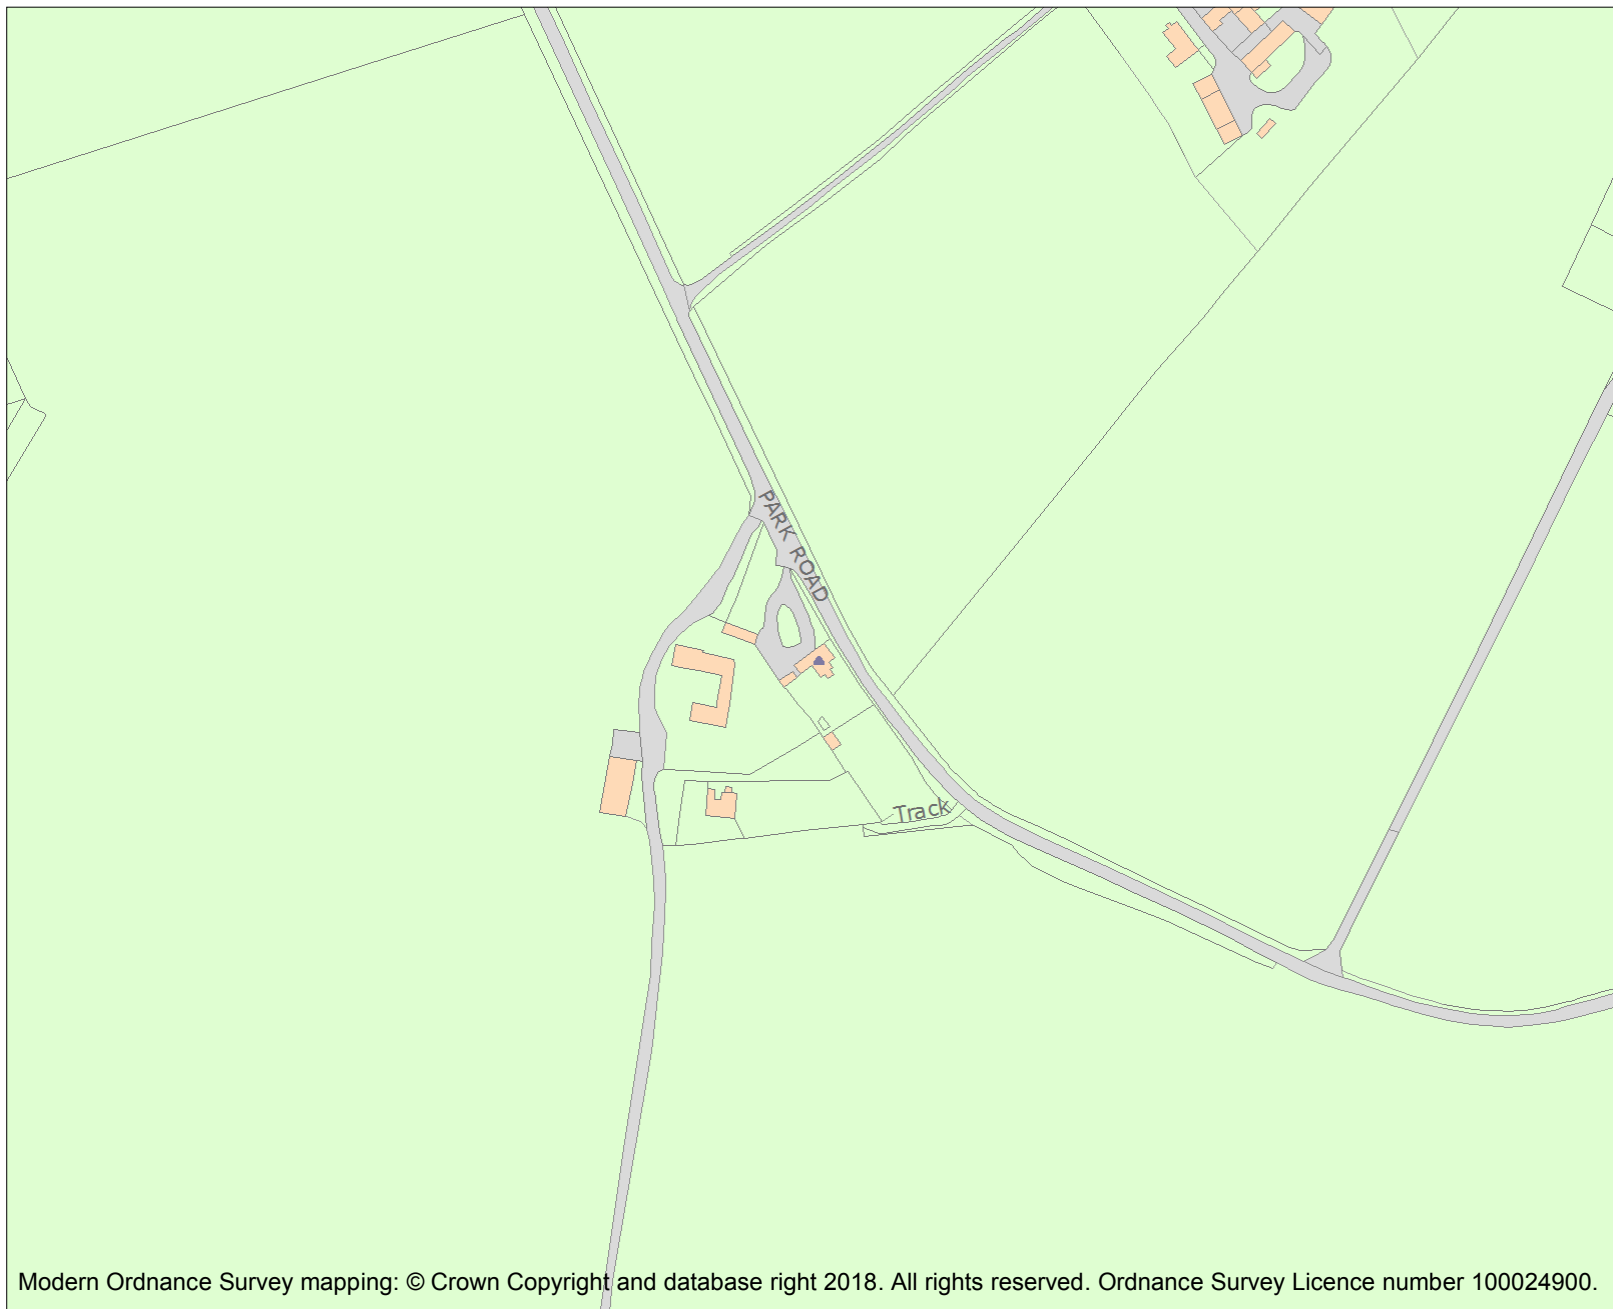 PARK ROAD
Track
Modern Ordnance Survey mapping: © Crown Copyright and database right 2018. All rights reserved. Ordnance Survey Licence number 100024900.